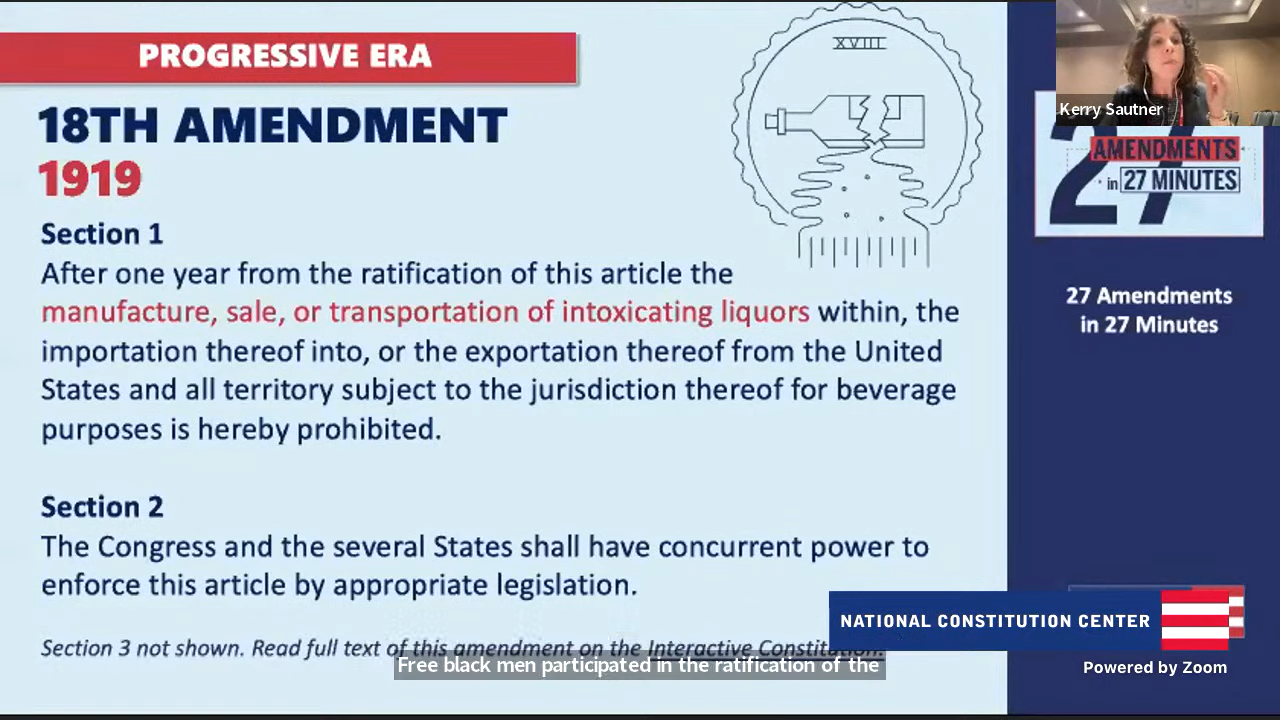 PROGRESSIVE ERA
XVIII
18TH AMENDMENT
1919
Section 1
After one year from the ratification of this article the
manufacture, sale, or transportation of intoxicating liquors within, the
importation thereof into, or the exportation thereof from the United
States and all territory subject to the jurisdiction thereof for beverage
purposes is hereby prohibited.
Section 2
The Congress and the several States shall have concurrent power to
enforce this article by appropriate legislation.
Section 3 not shown. Read full text of this amendment on the Interactive Constitution.
Free black men participated in the ratification of the
Kerry Sautner
27
AMENDMENTS
in 27 MINUTES
27 Amendments
in 27 Minutes
NATIONAL CONSTITUTION CENTER
Powered by Zoom